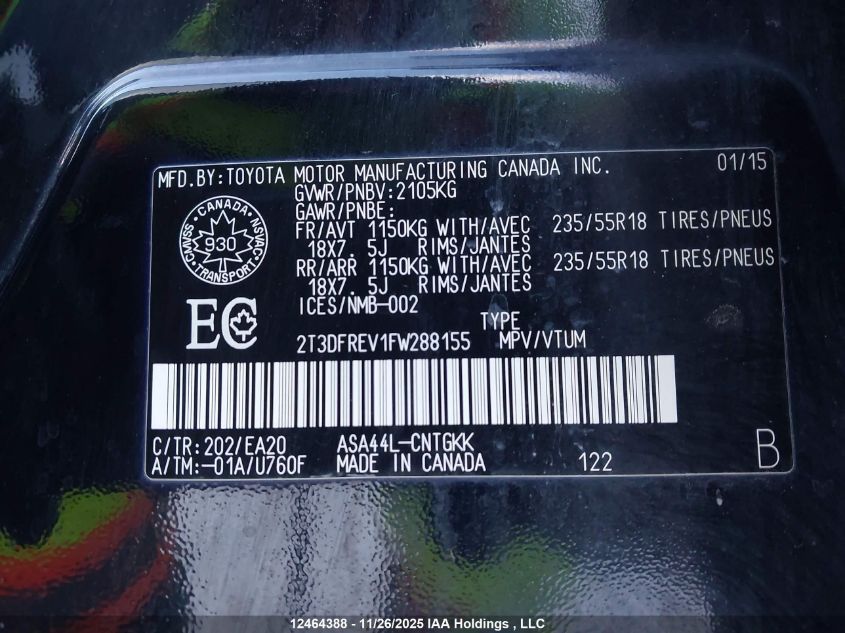 MFD.BY:TOYOTA MOTOR MANUFACTURING CANADA INC. 01/15
GVWR/PNBV:2105KG
GAWR/PNBE:
FR/AVT 1150KG WITH/AVEC 235/55R18 TIRES/PNEUS
18X7. 5J RIMS/JANTES
RR/ARR 1150KG WITH/AVEC 235/55R18 TIRES/PNEUS
18X7. 5J RIMS/JANTES
ICES/NMB-002
CANADA
CMVSS
NSVAC
930
TRANSPORT
EC
TYPE
2T3DFREV1FW288155 MPV/VTUM
C/TR:202/EA20 ASA44L-CNTGKK
A/TM:-01A/U760F MADE IN CANADA 122 B
12464388 - 11/26/2025 IAA Holdings , LLC